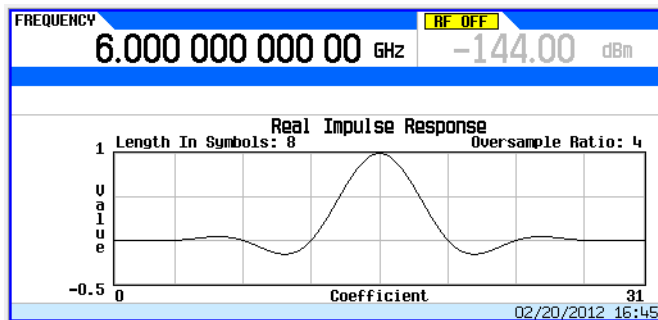 FREQUENCY
6.000 000 000 00 GHz
RF OFF
-144.00 dBm
Real Impulse Response
Length In Symbols: 8 Oversample Ratio: 4
1
Value
-0.5
0 Coefficient 31
02/20/2012 16:45